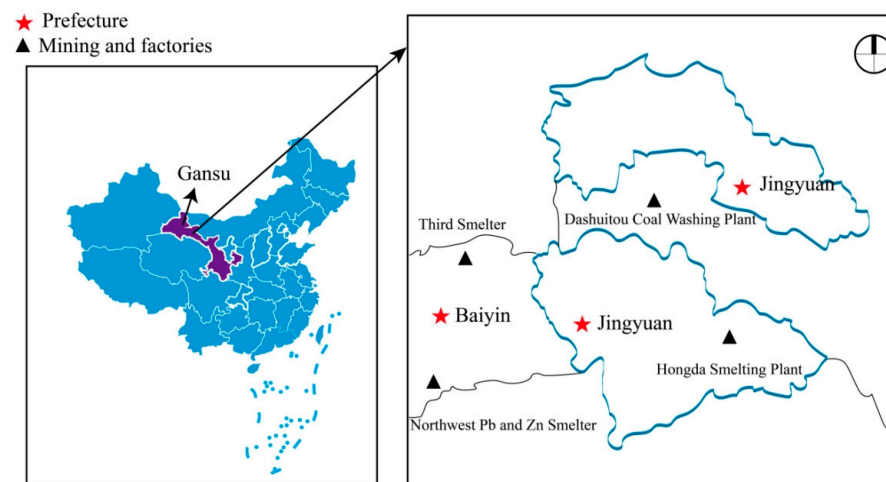 Prefecture
Mining and factories
Gansu
Jingyuan
Third Smelter
Dashuitou Coal Washing Plant
Baiyin
Jingyuan
Hongda Smelting Plant
Northwest Pb and Zn Smelter